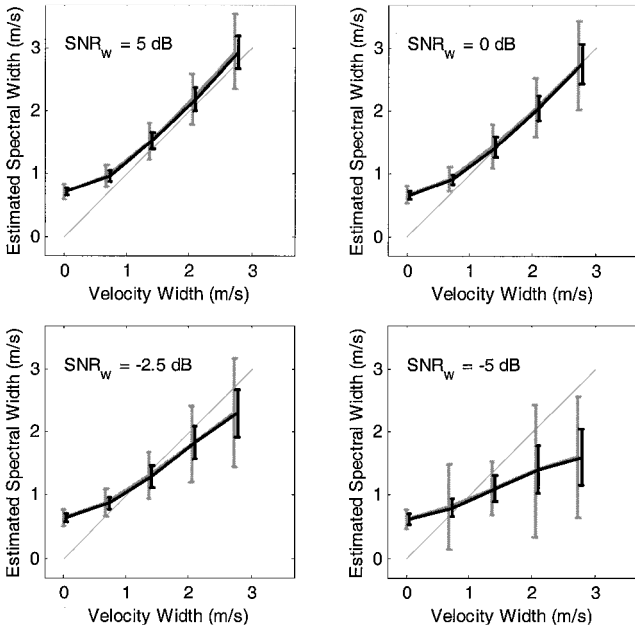 SNR_w = 5 dB
Estimated Spectral Width (m/s)
3
2
1
0
0 1 2 3
Velocity Width (m/s)
SNR_w = 0 dB
Estimated Spectral Width (m/s)
3
2
1
0
0 1 2 3
Velocity Width (m/s)
SNR_w = -2.5 dB
Estimated Spectral Width (m/s)
3
2
1
0
0 1 2 3
Velocity Width (m/s)
SNR_w = -5 dB
Estimated Spectral Width (m/s)
3
2
1
0
0 1 2 3
Velocity Width (m/s)